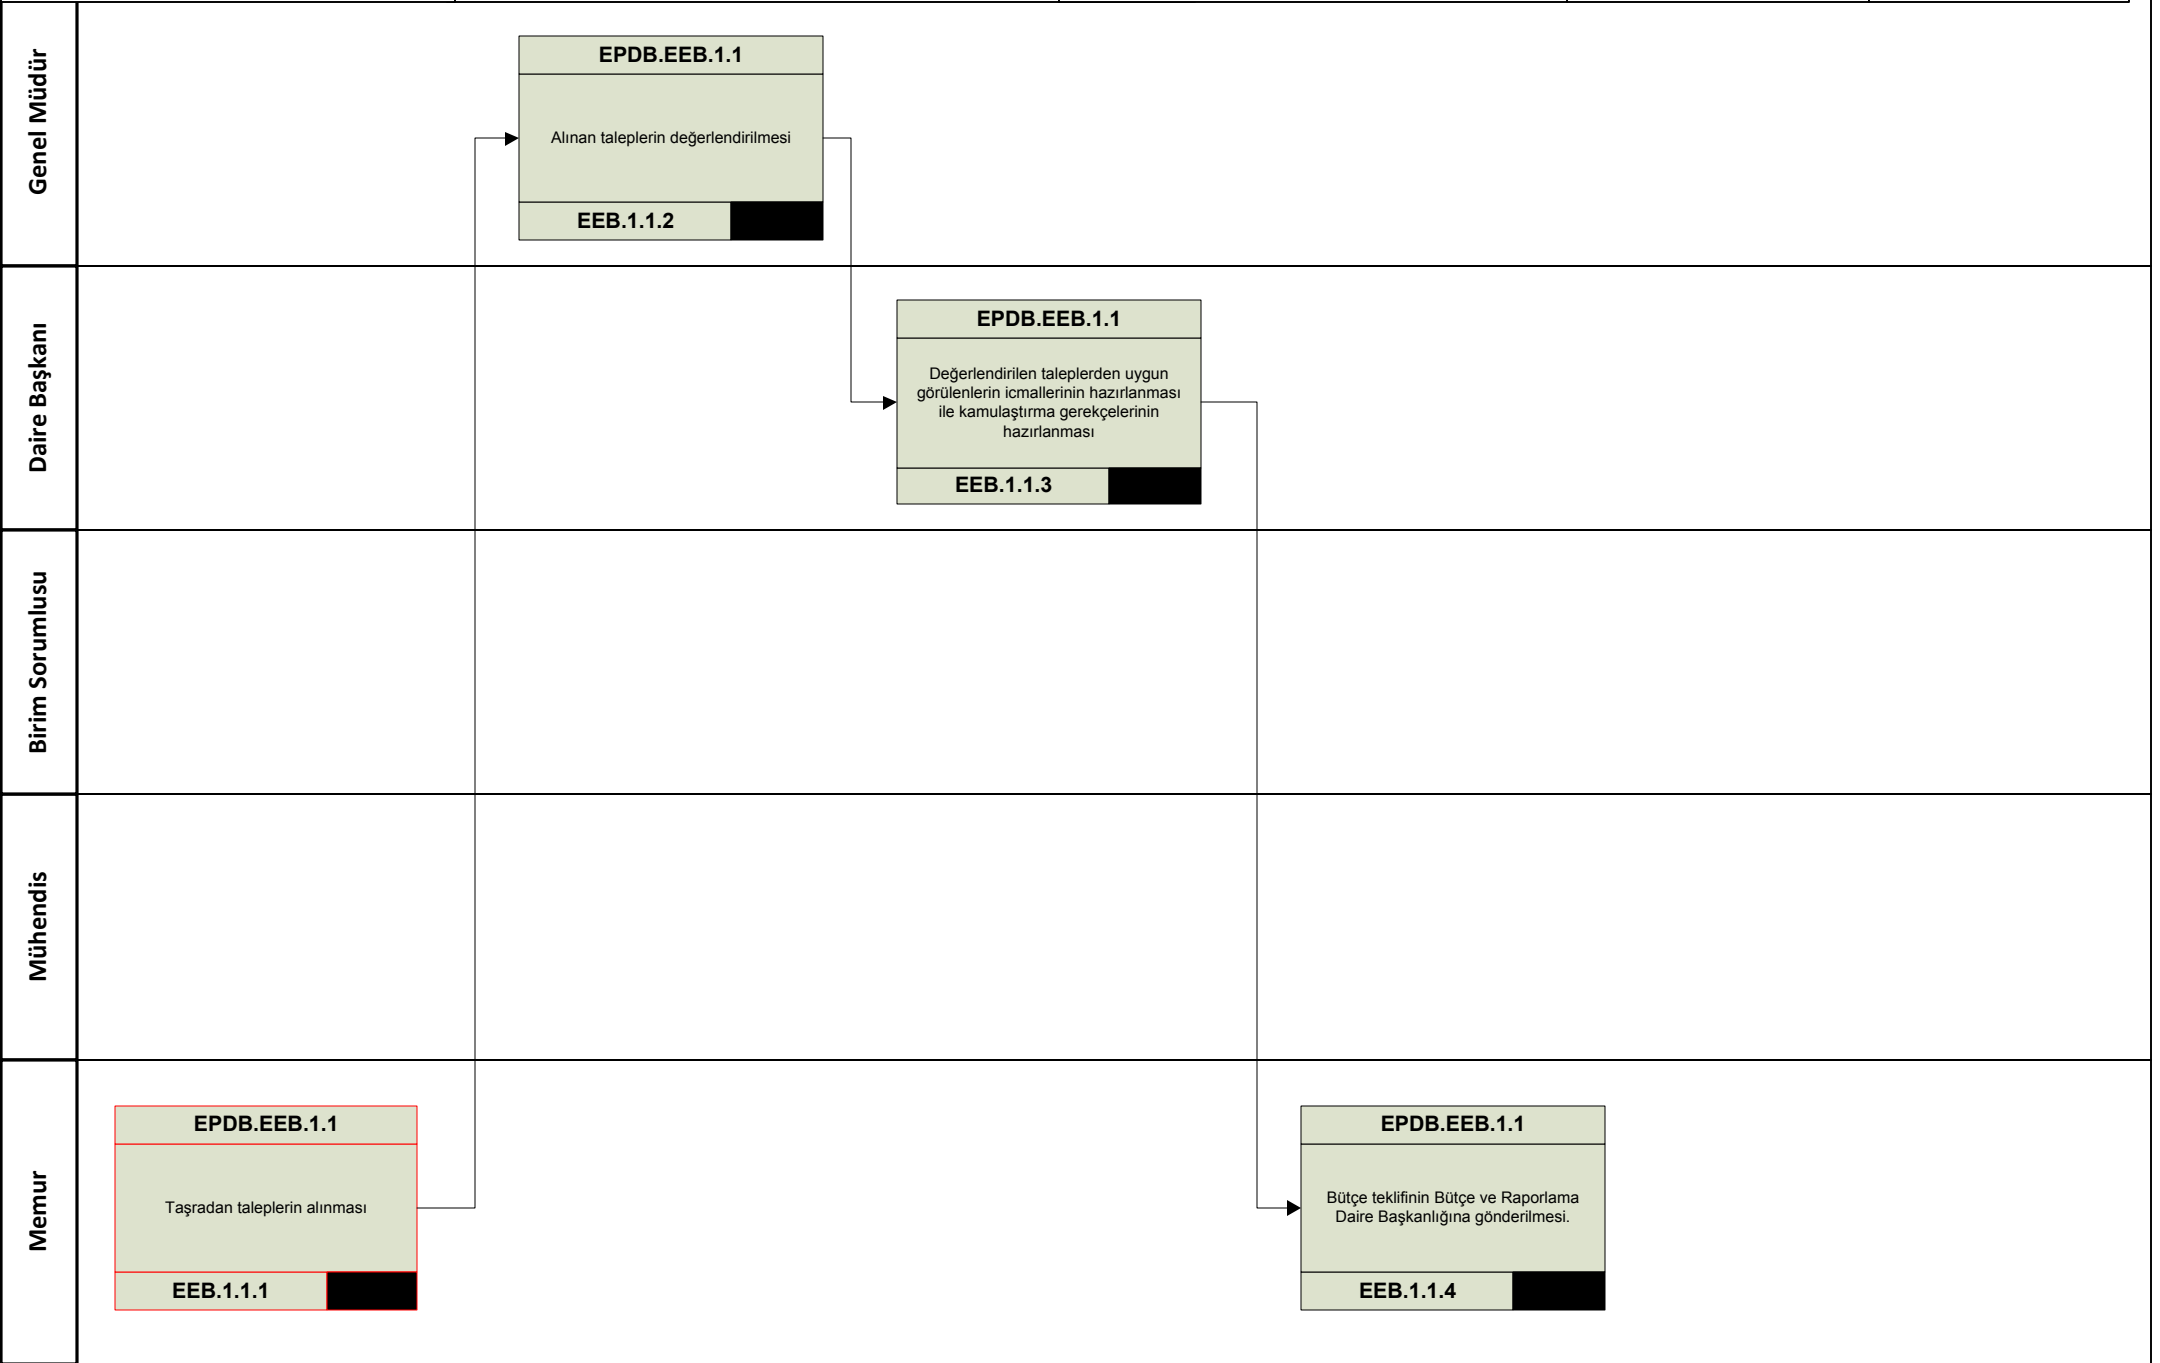 Genel Müdür
EPDB.EEB.1.1
Alınan taleplerin değerlendirilmesi
EEB.1.1.2
Daire Başkanı
EPDB.EEB.1.1
Değerlendirilen taleplerden uygun
görülenlerin icmallerinin hazırlanması
ile kamulaştırma gerekçelerinin
hazırlanması
EEB.1.1.3
Birim Sorumlusu
Mühendis
Memur
EPDB.EEB.1.1
Taşradan taleplerin alınması
EEB.1.1.1
EPDB.EEB.1.1
Bütçe teklifinin Bütçe ve Raporlama
Daire Başkanlığına gönderilmesi.
EEB.1.1.4